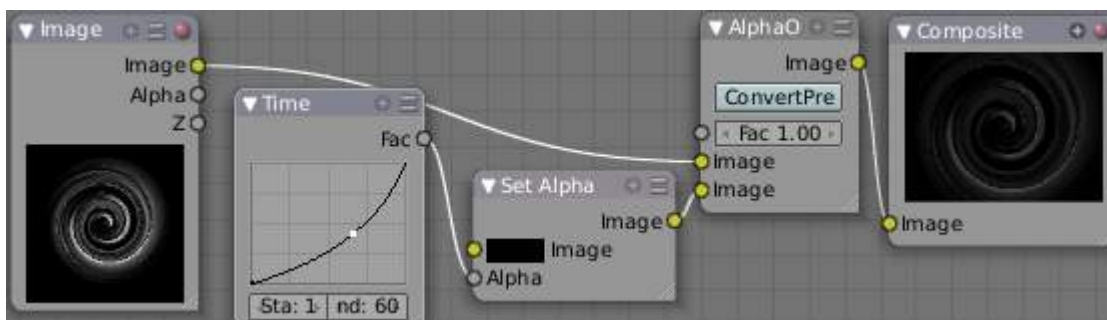 Image
Image
Alpha
Z
Time
Fac
Sta: 1
nd: 60
Set Alpha
Image
Image
Alpha
AlphaO
Image
ConvertPre
Fac 1.00
Image
Image
Composite
Image